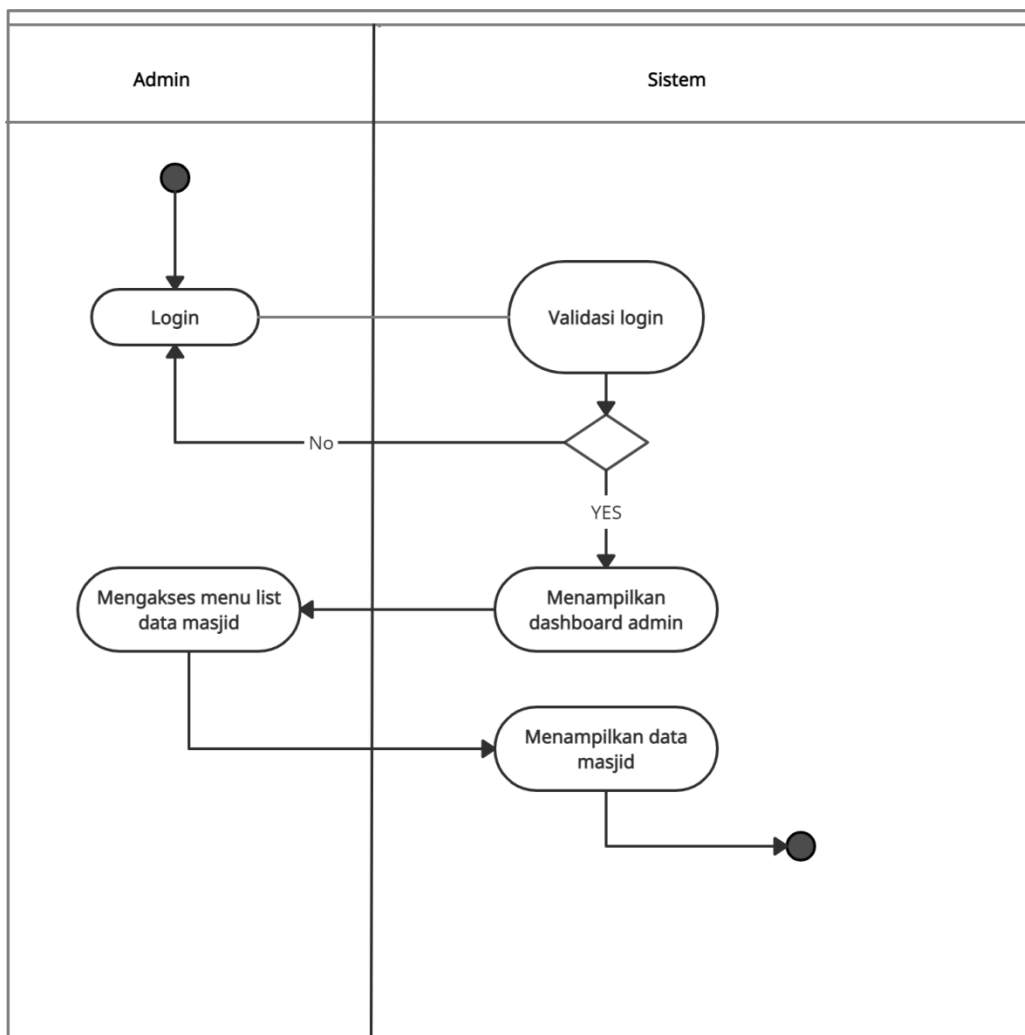 Admin
Sistem
Login
Validasi login
No
YES
Mengakses menu list
data masjid
Menampilkan
dashboard admin
Menampilkan data
masjid